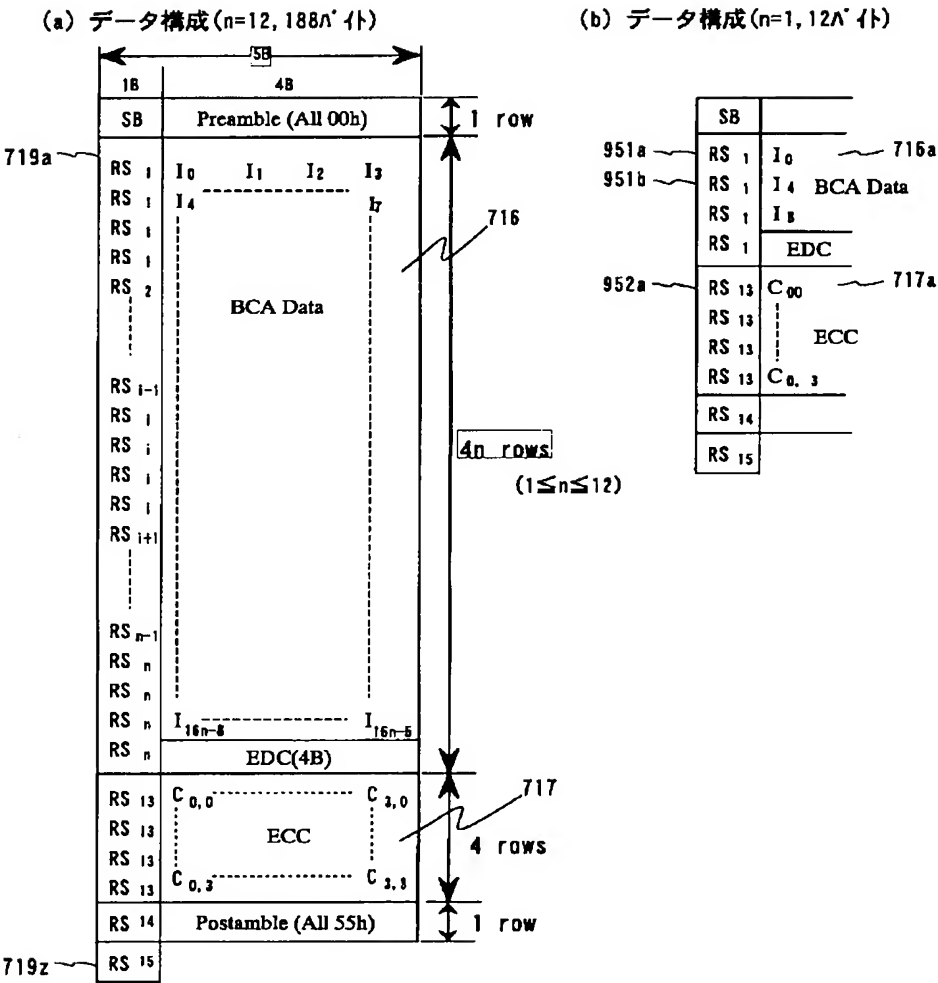 (a) データ構成(n=12, 188バイト)
5B
1B 4B
SB Preamble (All 00h)
1 row
719a
RS 1 I0 I1 I2 I3
RS 1 I4 I7
RS 1
RS 1
RS 2
BCA Data
716
RS i-1
RS i
RS i
RS i
RS i
RS i+1
4n rows
(1≦n≦12)
RS n-1
RS n
RS n
RS n I16n-8 I16n-5
RS n EDC(4B)
RS 13 C0,0 C3,0
RS 13
ECC
RS 13
RS 13 C0,3 C3,3
717
4 rows
RS 14 Postamble (All 55h)
1 row
719z
RS 15
(b) データ構成(n=1, 12バイト)
SB
951a RS 1 I0 716a
951b RS 1 I4 BCA Data
RS 1 I8
RS 1 EDC
952a RS 13 C00 717a
RS 13
ECC
RS 13
RS 13 C0, 3
RS 14
RS 15